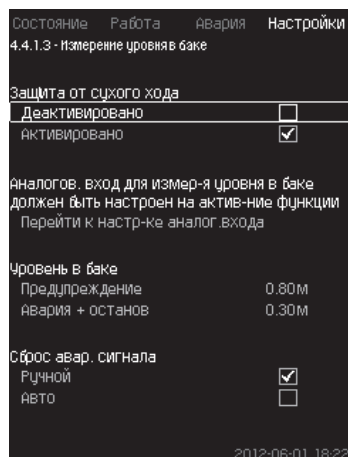 Состояние Работа Авария Настройки
4.4.1.3 - Измерение уровня в баке
Защита от сухого хода
Деактивировано
Активировано
Аналогов. вход для измер-я уровня в баке
должен быть настроен на актив-ние функции
Перейти к настр-ке аналог.входа
Уровень в баке
Предупреждение 0.80м
Авария + останов 0.30м
Сброс авар. сигнала
Ручной
Авто
2012-06-01 18:22